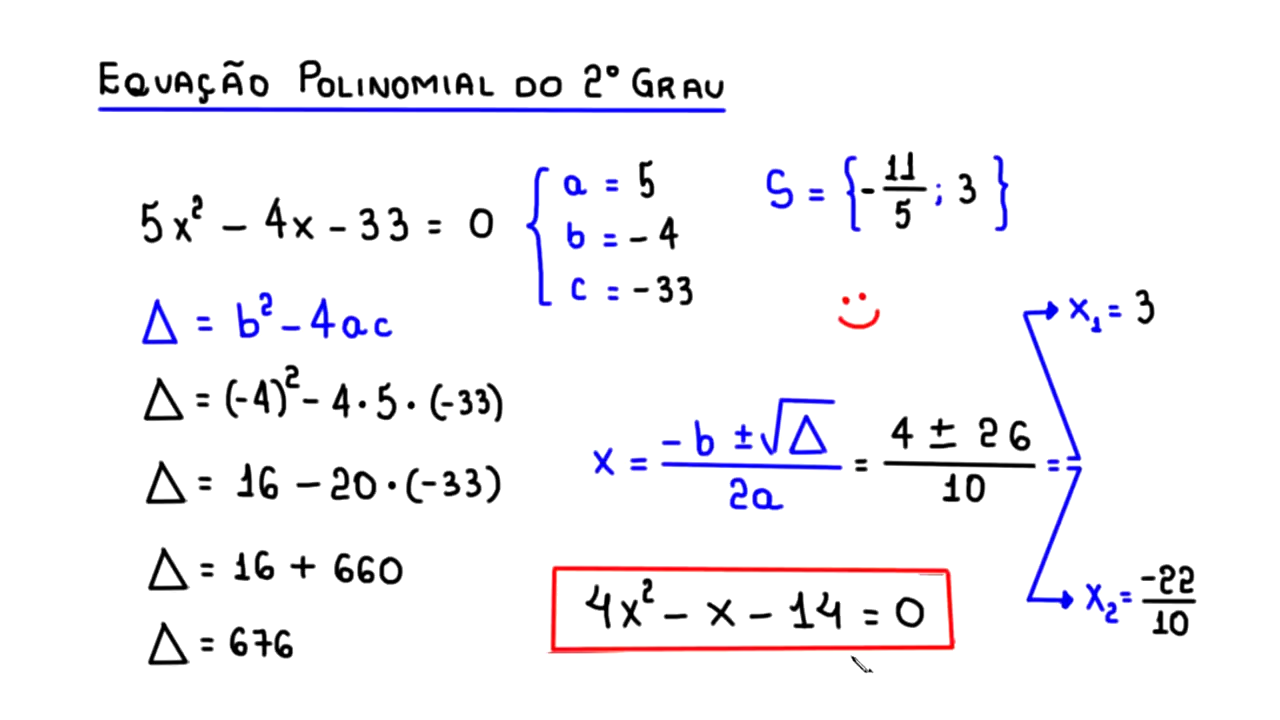 EQUAÇÃO POLINOMIAL DO 2° GRAU
5x² - 4x - 33 = 0
a = 5
b = -4
c = -33
S = {-11/5 ; 3}
Δ = b² - 4ac
Δ = (-4)² - 4·5·(-33)
Δ = 16 - 20·(-33)
Δ = 16 + 660
Δ = 676
x = (-b ± √Δ)/2a = (4 ± 26)/10 =
x₁ = 3
x₂ = -22/10
4x² - x - 14 = 0